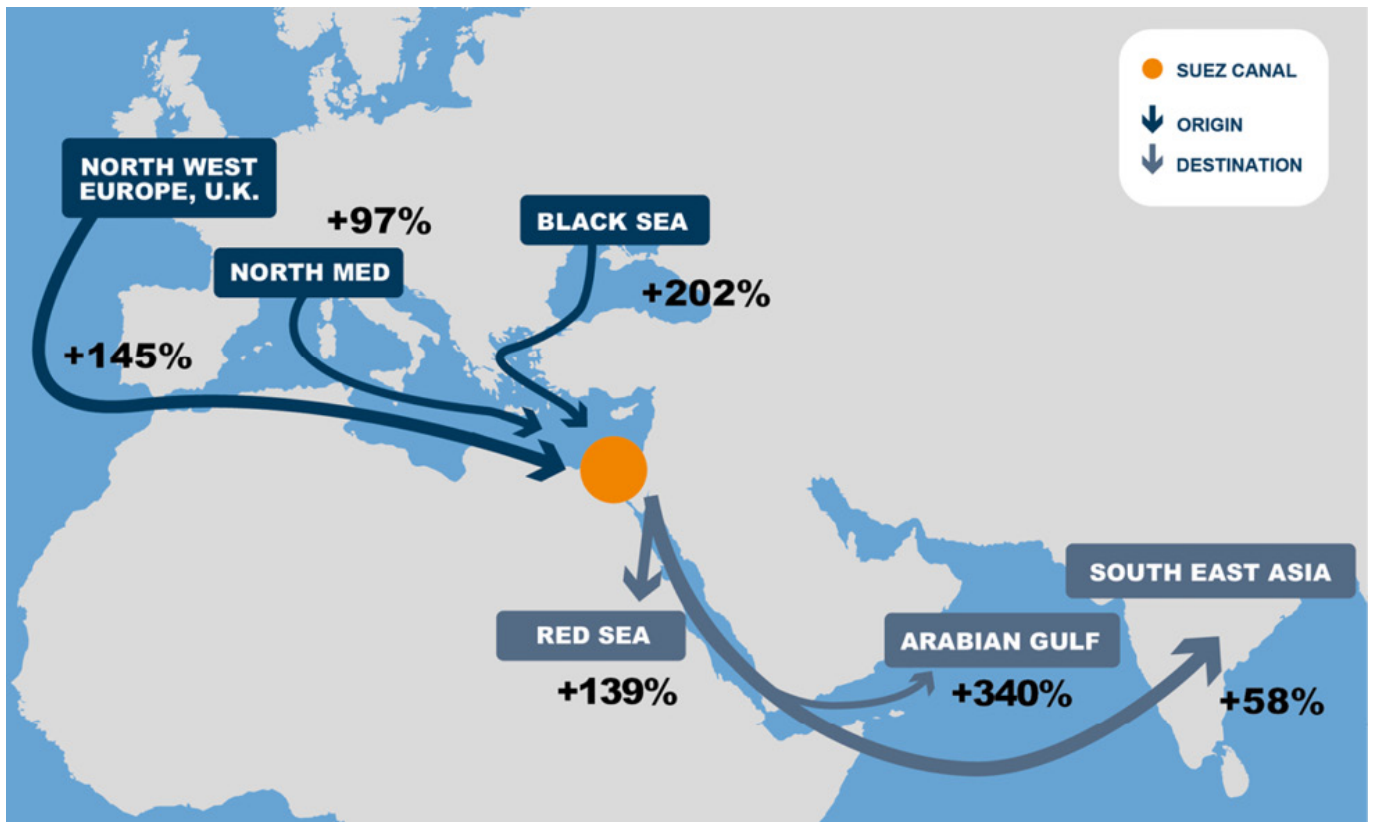 SUEZ CANAL
ORIGIN
DESTINATION
NORTH WEST
EUROPE, U.K.
+97%
BLACK SEA
NORTH MED
+202%
+145%
SOUTH EAST ASIA
RED SEA
ARABIAN GULF
+139%
+340%
+58%